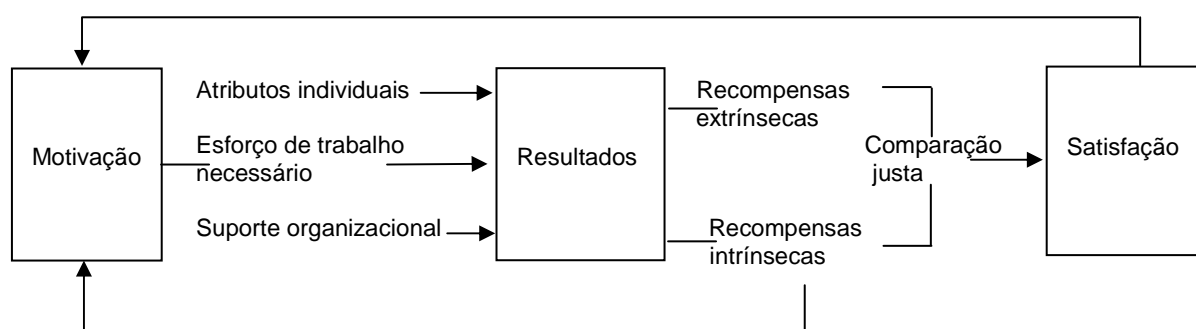 Motivação
Atributos individuais
Esforço de trabalho
necessário
Suporte organizacional
Resultados
Recompensas
extrínsecas
Recompensas
intrínsecas
Comparação
justa
Satisfação